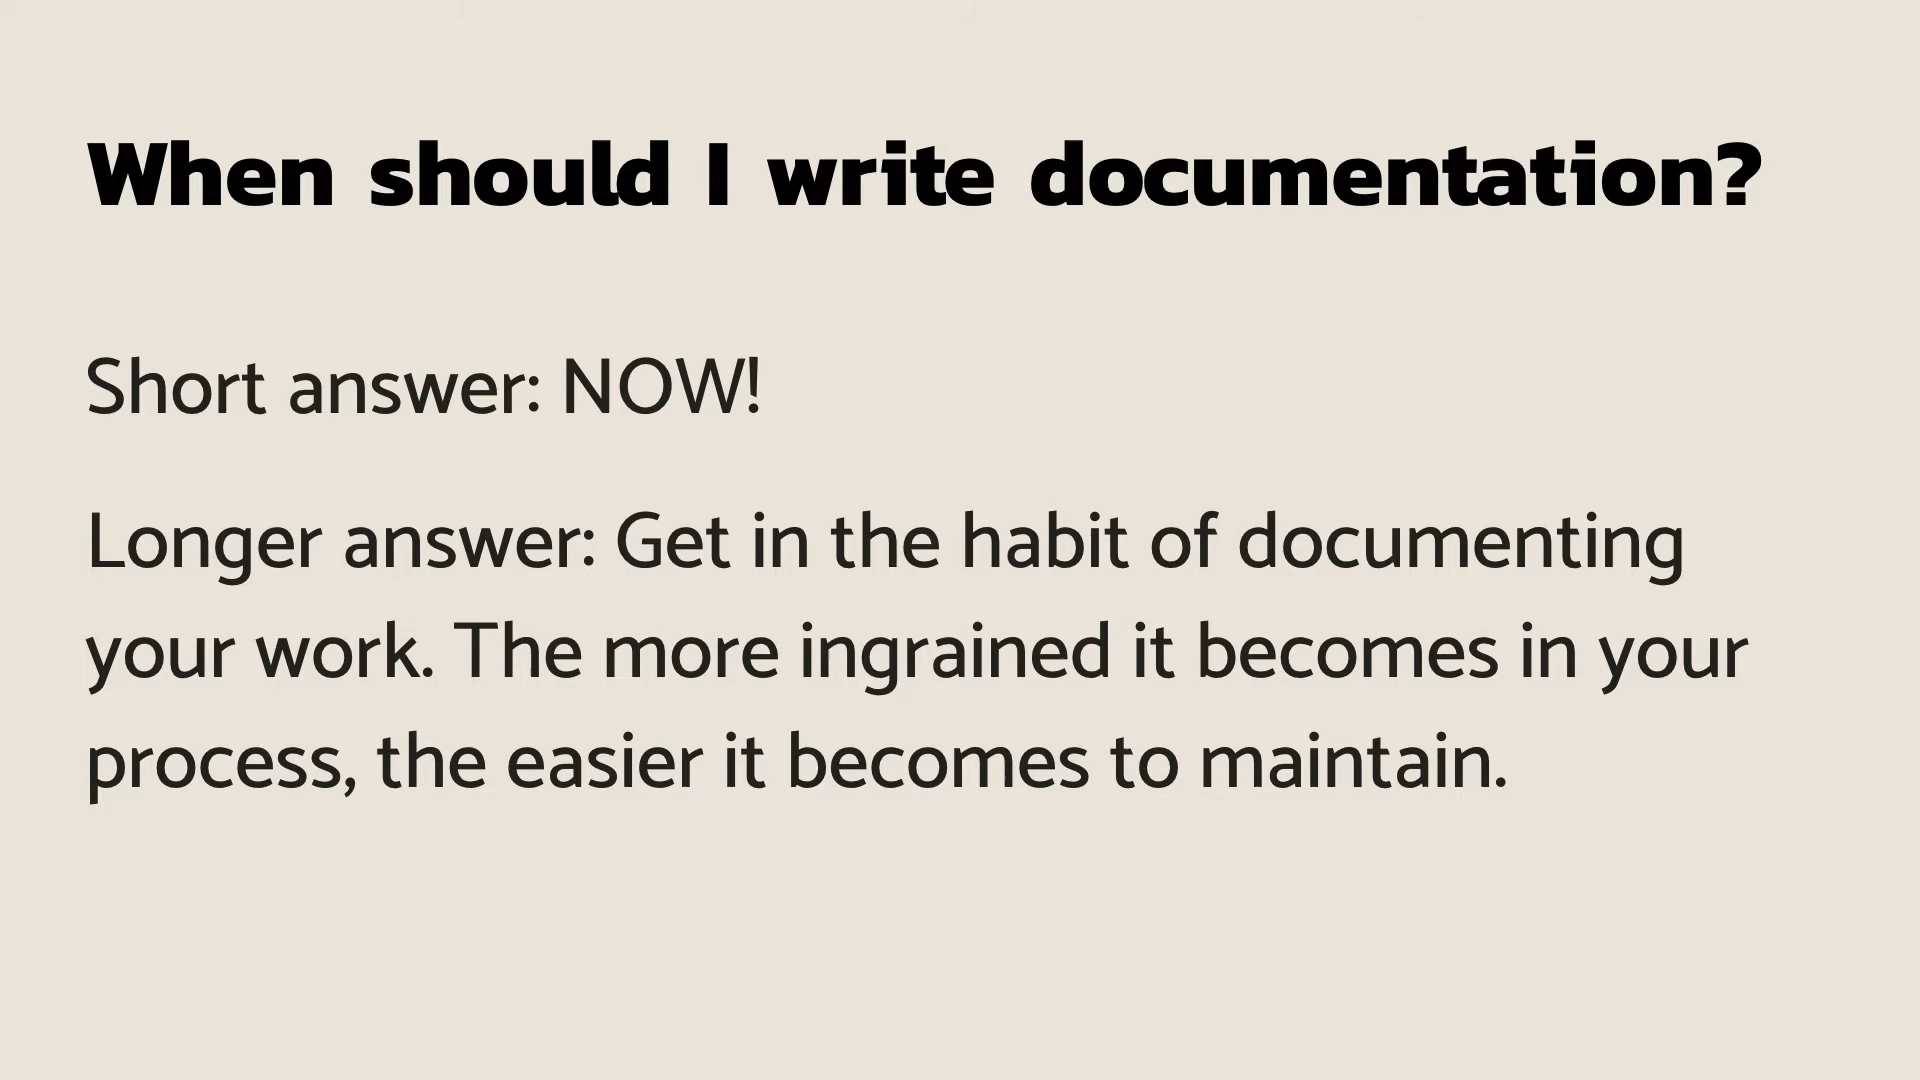 When should I write documentation?
Short answer: NOW!
Longer answer: Get in the habit of documenting
your work. The more ingrained it becomes in your
process, the easier it becomes to maintain.